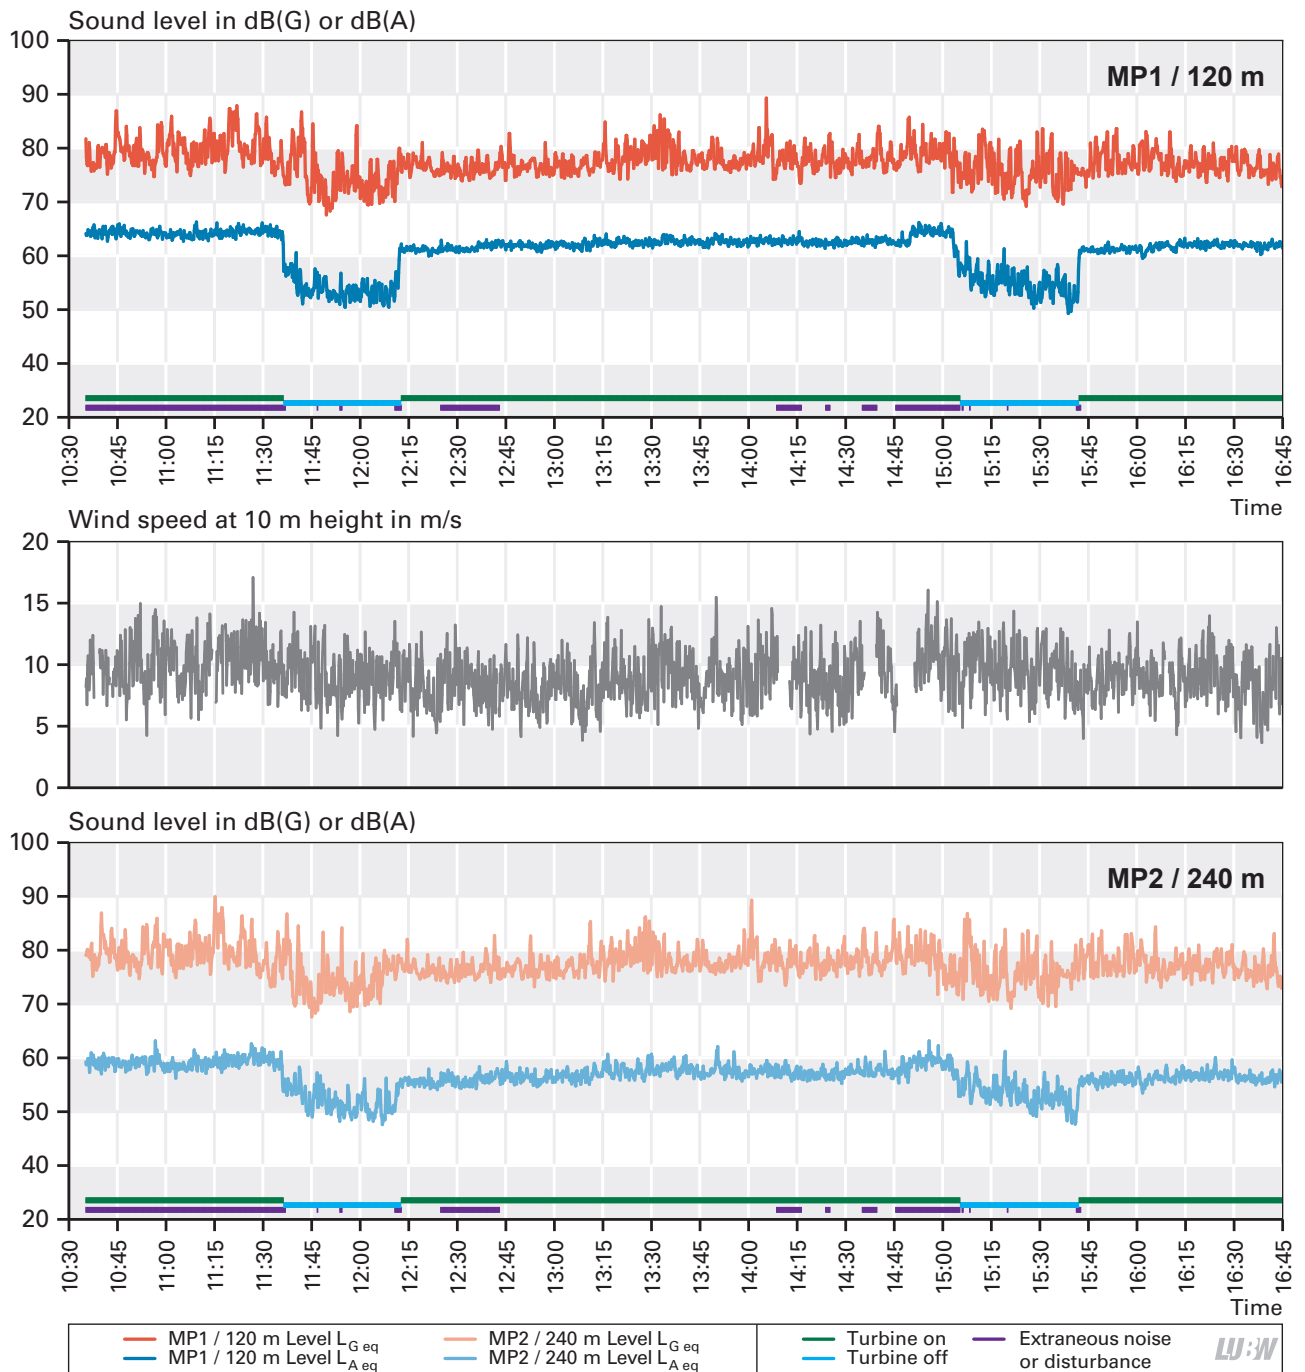 Sound level in dB(G) or dB(A)
100
90
80
70
60
50
40
20
MP1 / 120 m
10:30 10:45 11:00 11:15 11:30 11:45 12:00 12:15 12:30 12:45 13:00 13:15 13:30 13:45 14:00 14:15 14:30 14:45 15:00 15:15 15:30 15:45 16:00 16:15 16:30 16:45
Time
Wind speed at 10 m height in m/s
20
15
10
5
0
Sound level in dB(G) or dB(A)
100
90
80
70
60
50
40
20
MP2 / 240 m
10:30 10:45 11:00 11:15 11:30 11:45 12:00 12:15 12:30 12:45 13:00 13:15 13:30 13:45 14:00 14:15 14:30 14:45 15:00 15:15 15:30 15:45 16:00 16:15 16:30 16:45
Time
MP1 / 120 m Level L G eq
MP1 / 120 m Level L A eq
MP2 / 240 m Level L G eq
MP2 / 240 m Level L A eq
Turbine on
Turbine off
Extraneous noise
or disturbance
LUBW